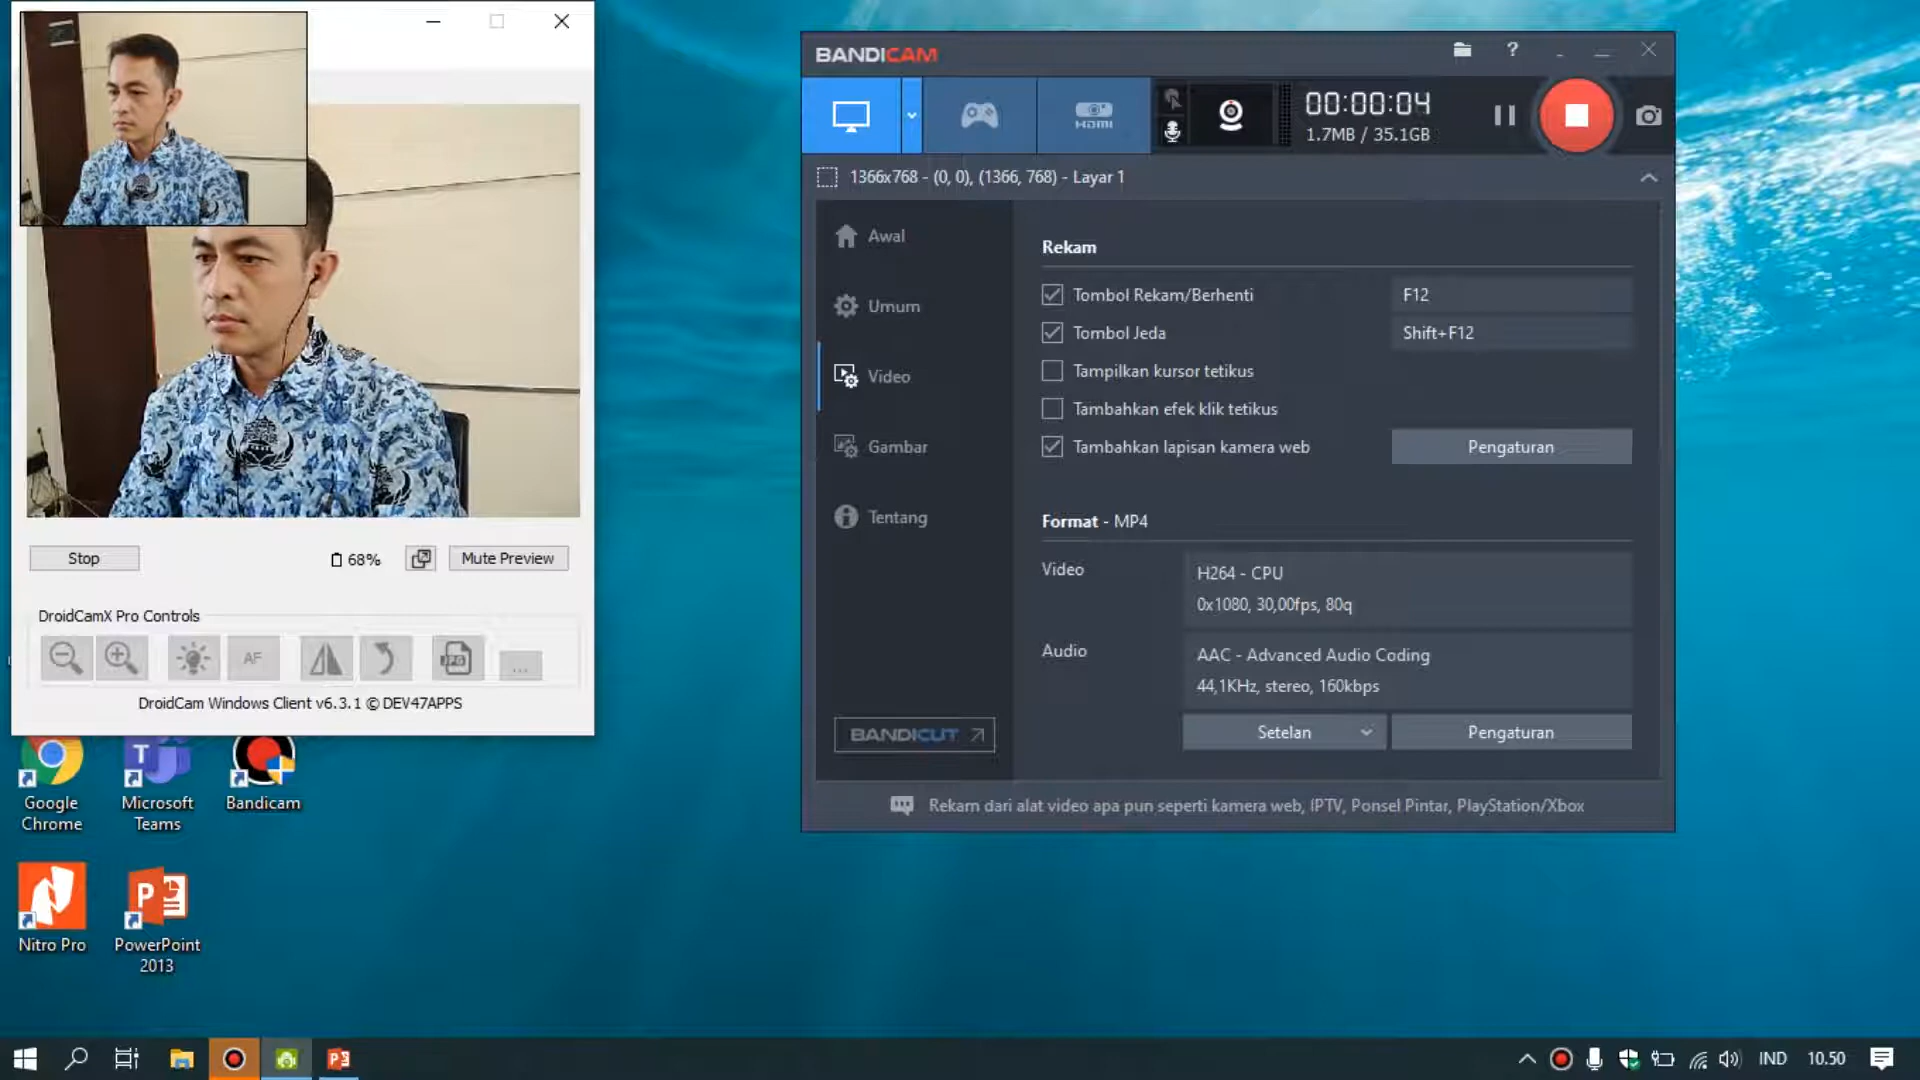 BANDICAM
?
HDMI
00:00:04
1.7MB / 35.1GB
1366x768 - (0, 0), (1366, 768) - Layar 1
Awal
Umum
Video
Gambar
Tentang
BANDICUT
Rekam
Tombol Rekam/Berhenti
F12
Tombol Jeda
Shift+F12
Tampilkan kursor tetikus
Tambahkan efek klik tetikus
Tambahkan lapisan kamera web
Pengaturan
Format - MP4
Video
H264 - CPU
0x1080, 30,00fps, 80q
Audio
AAC - Advanced Audio Coding
44,1KHz, stereo, 160kbps
Setelan
Pengaturan
Rekam dari alat video apa pun seperti kamera web, IPTV, Ponsel Pintar, PlayStation/Xbox
Stop
68%
Mute Preview
DroidCamX Pro Controls
AF
JPG
...
DroidCam Windows Client v6.3.1 © DEV47APPS
Google
Chrome
Microsoft
Teams
Bandicam
Nitro Pro
PowerPoint
2013
IND
10.50